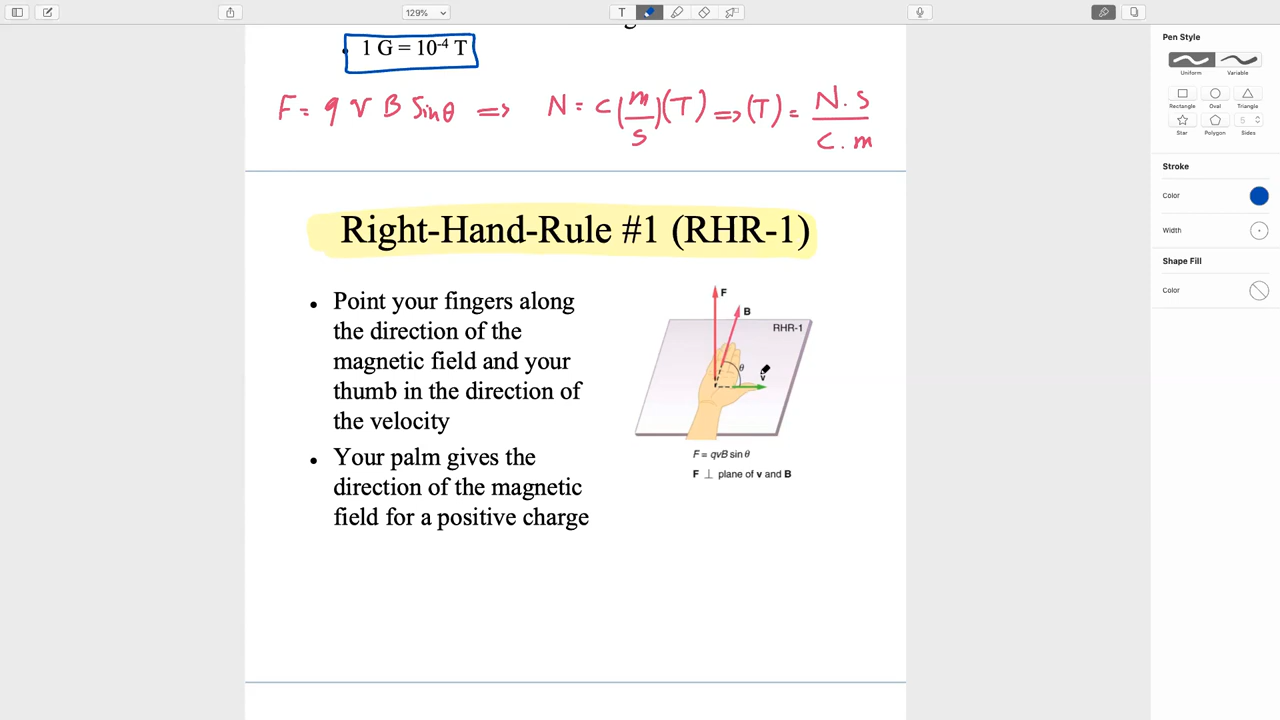 129%
T
Pen Style
Uniform Variable
Rectangle Oval Triangle
5
Star Polygon Sides
Stroke
Color
Width
Shape Fill
Color
• 1 G = 10-4 T
F = q v B Sinθ => N = C (m/s)(T) => (T) = N.s/C.m
Right-Hand-Rule #1 (RHR-1)
• Point your fingers along
the direction of the
magnetic field and your
thumb in the direction of
the velocity
• Your palm gives the
direction of the magnetic
field for a positive charge
F
B
RHR-1
θ
v
F = qvB sin θ
F ⊥ plane of v and B